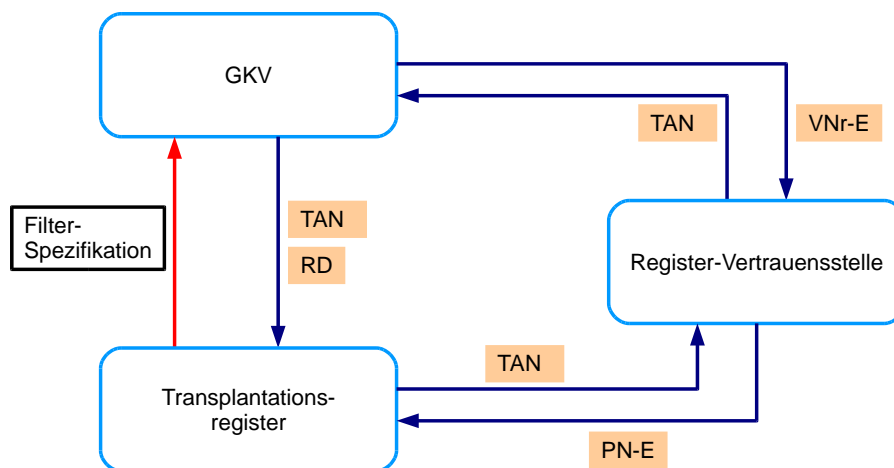 GKV
TAN
VNr-E
Filter-
Spezifikation
TAN
RD
Register-Vertrauensstelle
TAN
Transplantations-
register
PN-E